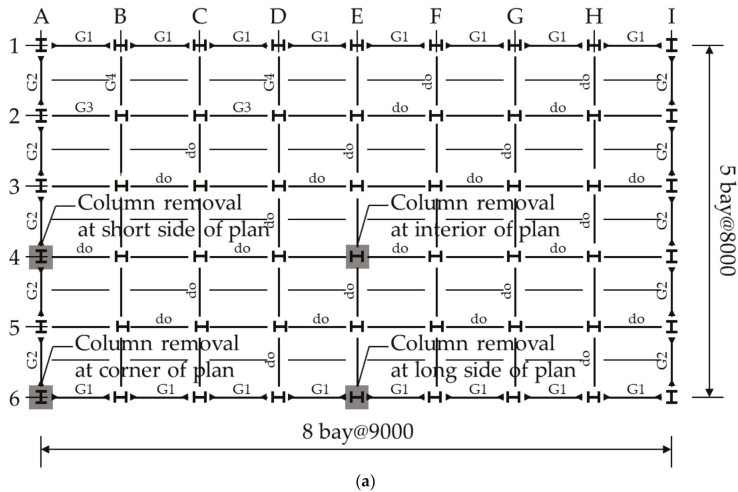 A B C D E F G H I
1 G1 G1 G1 G1 G1 G1 G1 G1
G2 G4 G4 do do G2
2 G3 G3 do do
G2 do do do G2
3 do do do do
Column removal
at short side of plan
Column removal
at interior of plan
G2 do do G2
4 do do do do
G2 do do do G2
5 do do do do
Column removal
at corner of plan
Column removal
at long side of plan
G2 do do G2
6 G1 G1 G1 G1 G1 G1 G1 G1
5 bay@8000
8 bay@9000
(a)